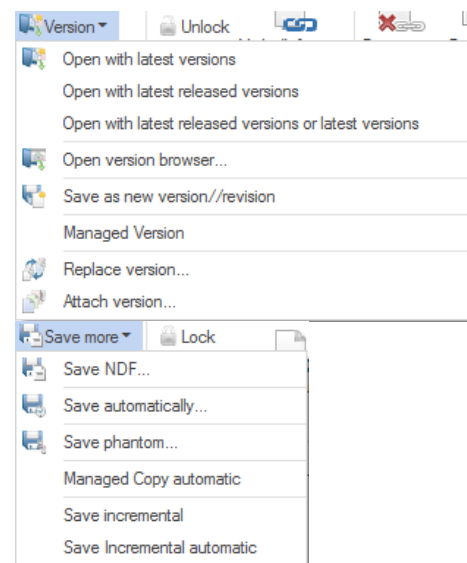 Version
Unlock
Open with latest versions
Open with latest released versions
Open with latest released versions or latest versions
Open version browser...
Save as new version//revision
Managed Version
Replace version...
Attach version...
Save more
Lock
Save NDF...
Save automatically...
Save phantom...
Managed Copy automatic
Save incremental
Save Incremental automatic